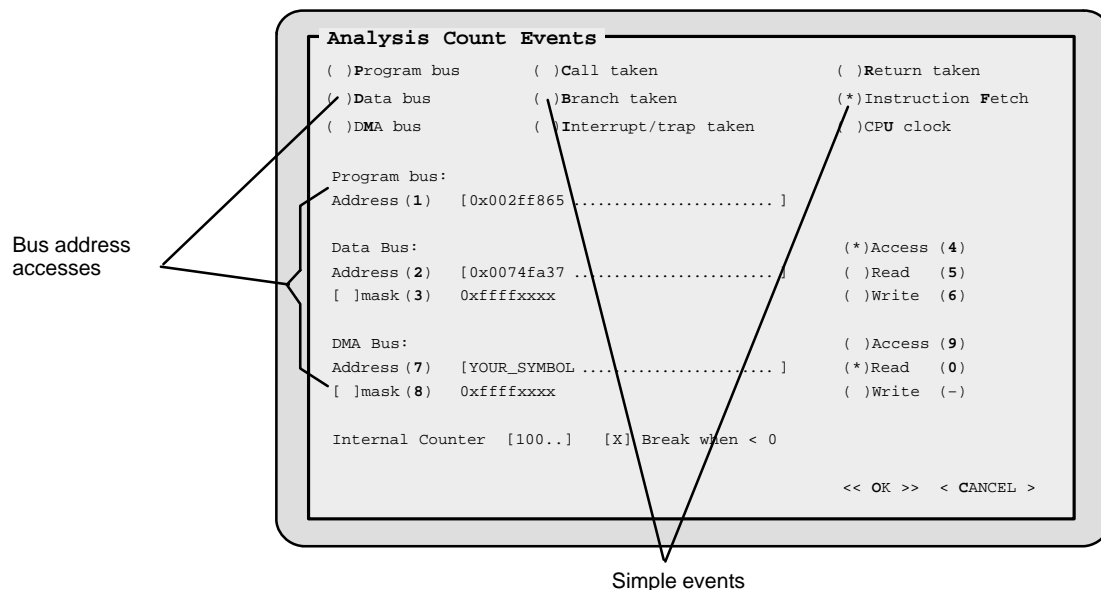 Analysis Count Events
( )Program bus ( )Call taken ( )Return taken
( )Data bus ( )Branch taken (*)Instruction Fetch
( )DMA bus ( )Interrupt/trap taken ( )CPU clock
Program bus:
Address (1) [0x002ff865 ......................... ]
Data Bus: (*)Access (4)
Address (2) [0x0074fa37 ......................... ] ( )Read (5)
[ ]mask (3) 0xffffxxxx ( )Write (6)
Bus address
accesses
DMA Bus: ( )Access (9)
Address (7) [YOUR_SYMBOL ........................ ] (*)Read (0)
[ ]mask (8) 0xffffxxxx ( )Write (–)
Internal Counter [100..] [X] Break when < 0
<< OK >> < CANCEL >
Simple events